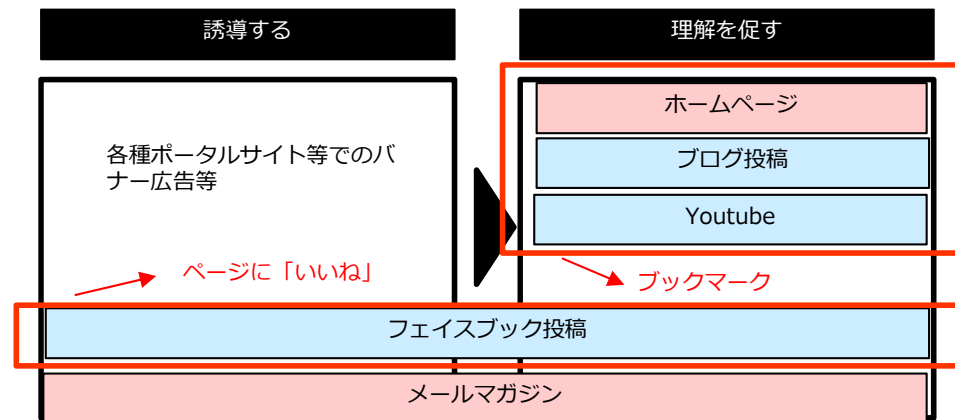 誘導する
理解を促す
各種ポータルサイト等でのバ
ナー広告等
ホームページ
ブログ投稿
Youtube
ページに「いいね」
ブックマーク
フェイスブック投稿
メールマガジン